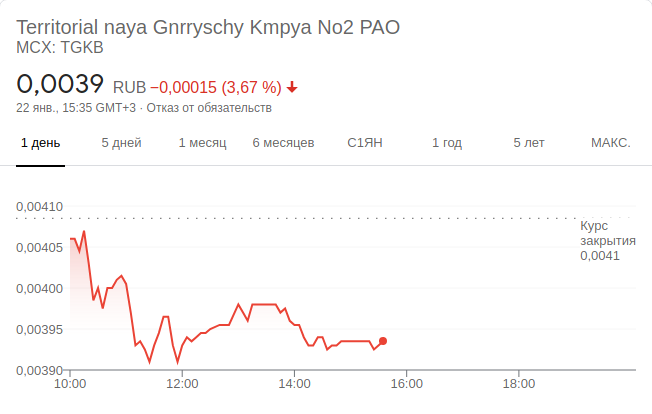 Territorial naya Gnrryschy Kmpya No2 PAO
MCX: TGKB
0,0039 RUB −0,00015 (3,67 %)
22 янв., 15:35 GMT+3 · Отказ от обязательств
1 день 5 дней 1 месяц 6 месяцев С1ЯН 1 год 5 лет МАКС.
0,00410
Курс
закрытия
0,0041
0,00405
0,00400
0,00395
0,00390
10:00 12:00 14:00 16:00 18:00